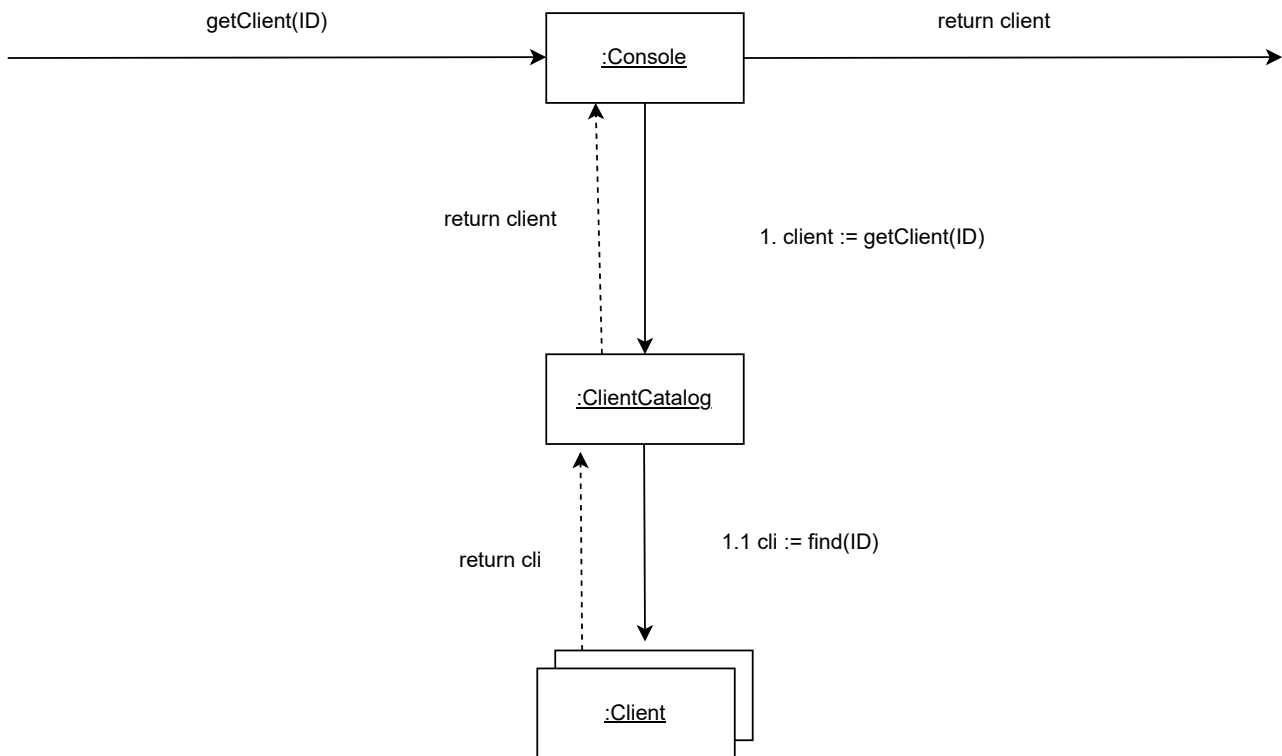 getClient(ID)
return client
:Console
return client
1. client := getClient(ID)
:ClientCatalog
return cli
1.1 cli := find(ID)
:Client